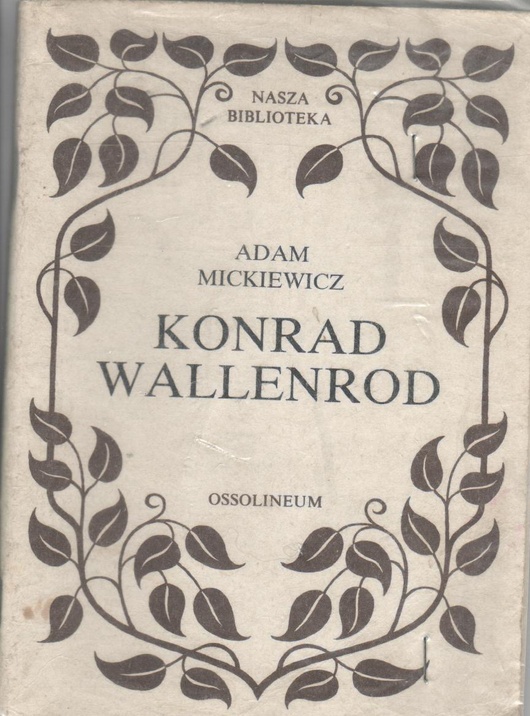 NASZA
BIBLIOTEKA
ADAM
MICKIEWICZ
KONRAD
WALLENROD
OSSOLINEUM